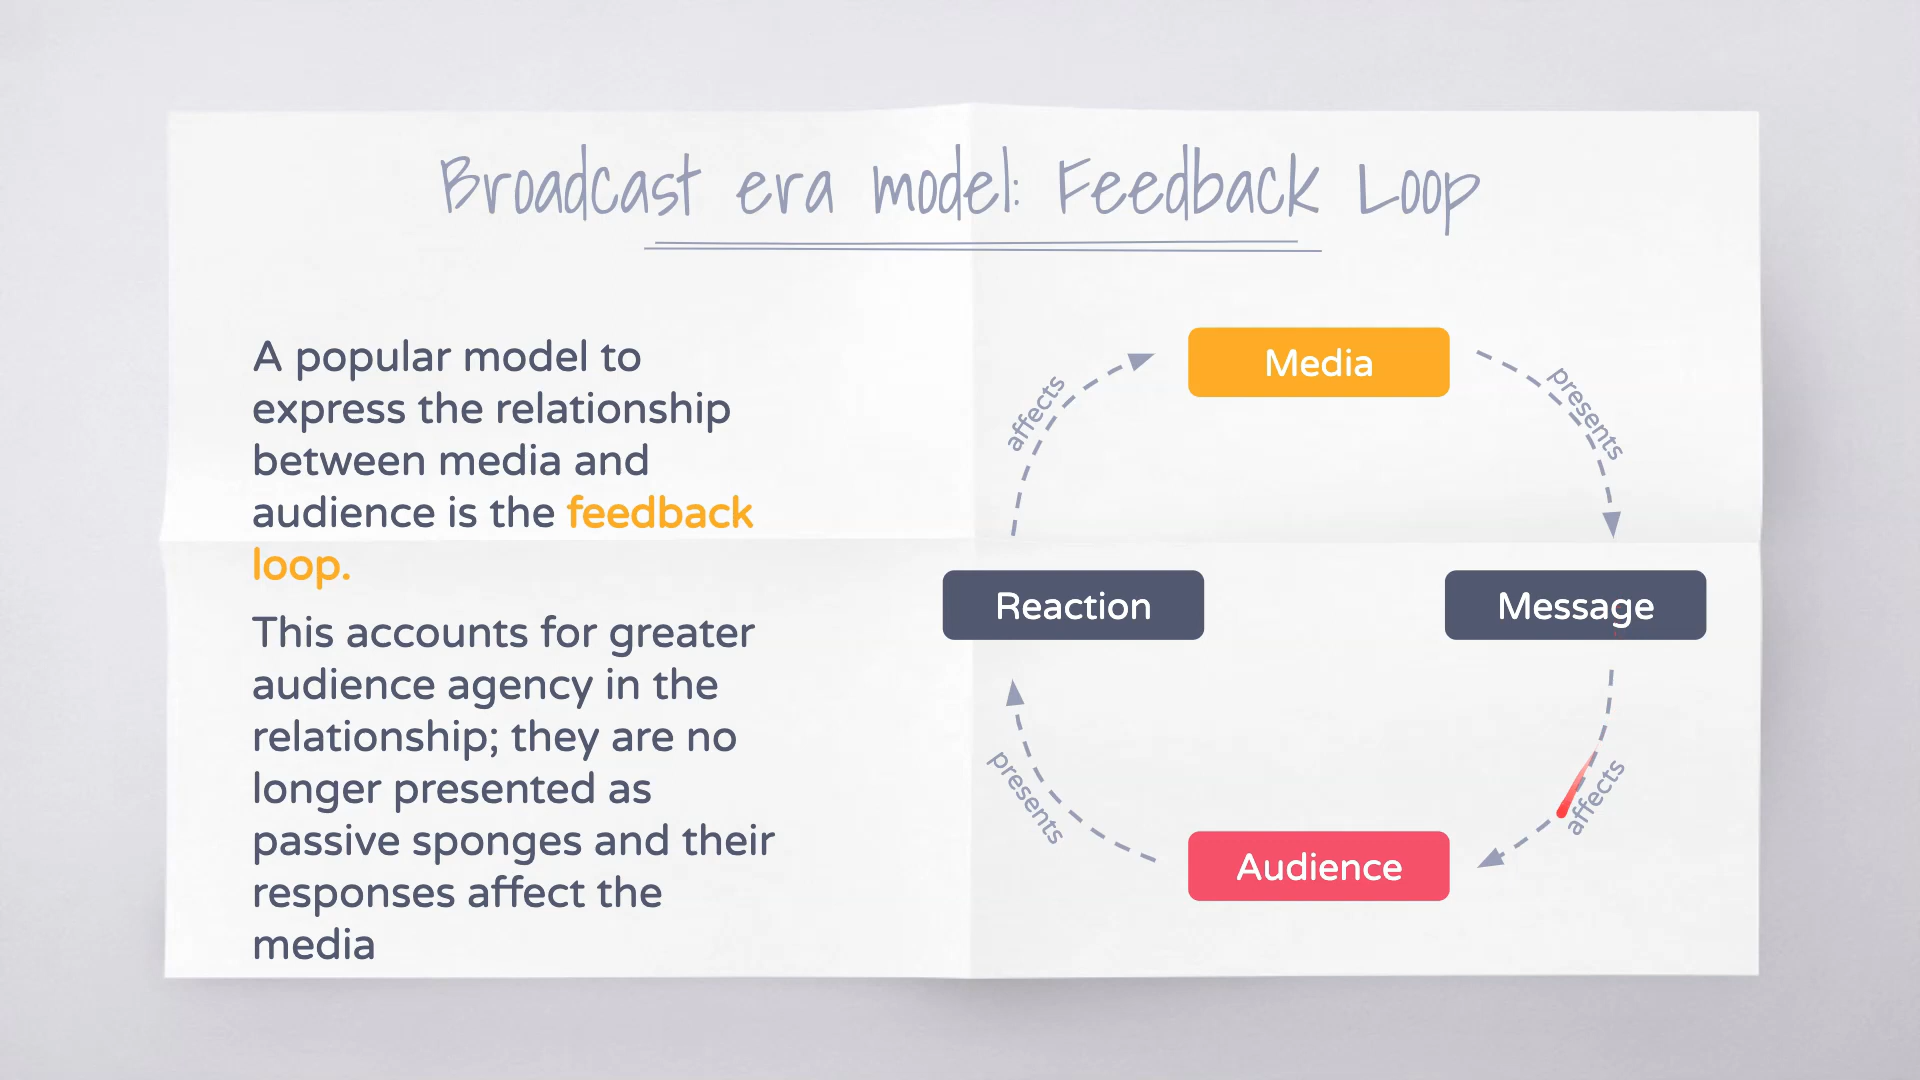 Broadcast era model: Feedback Loop
A popular model to
express the relationship
between media and
audience is the feedback
loop.
This accounts for greater
audience agency in the
relationship; they are no
longer presented as
passive sponges and their
responses affect the
media
Media
affects
presents
Reaction
Message
presents
affects
Audience